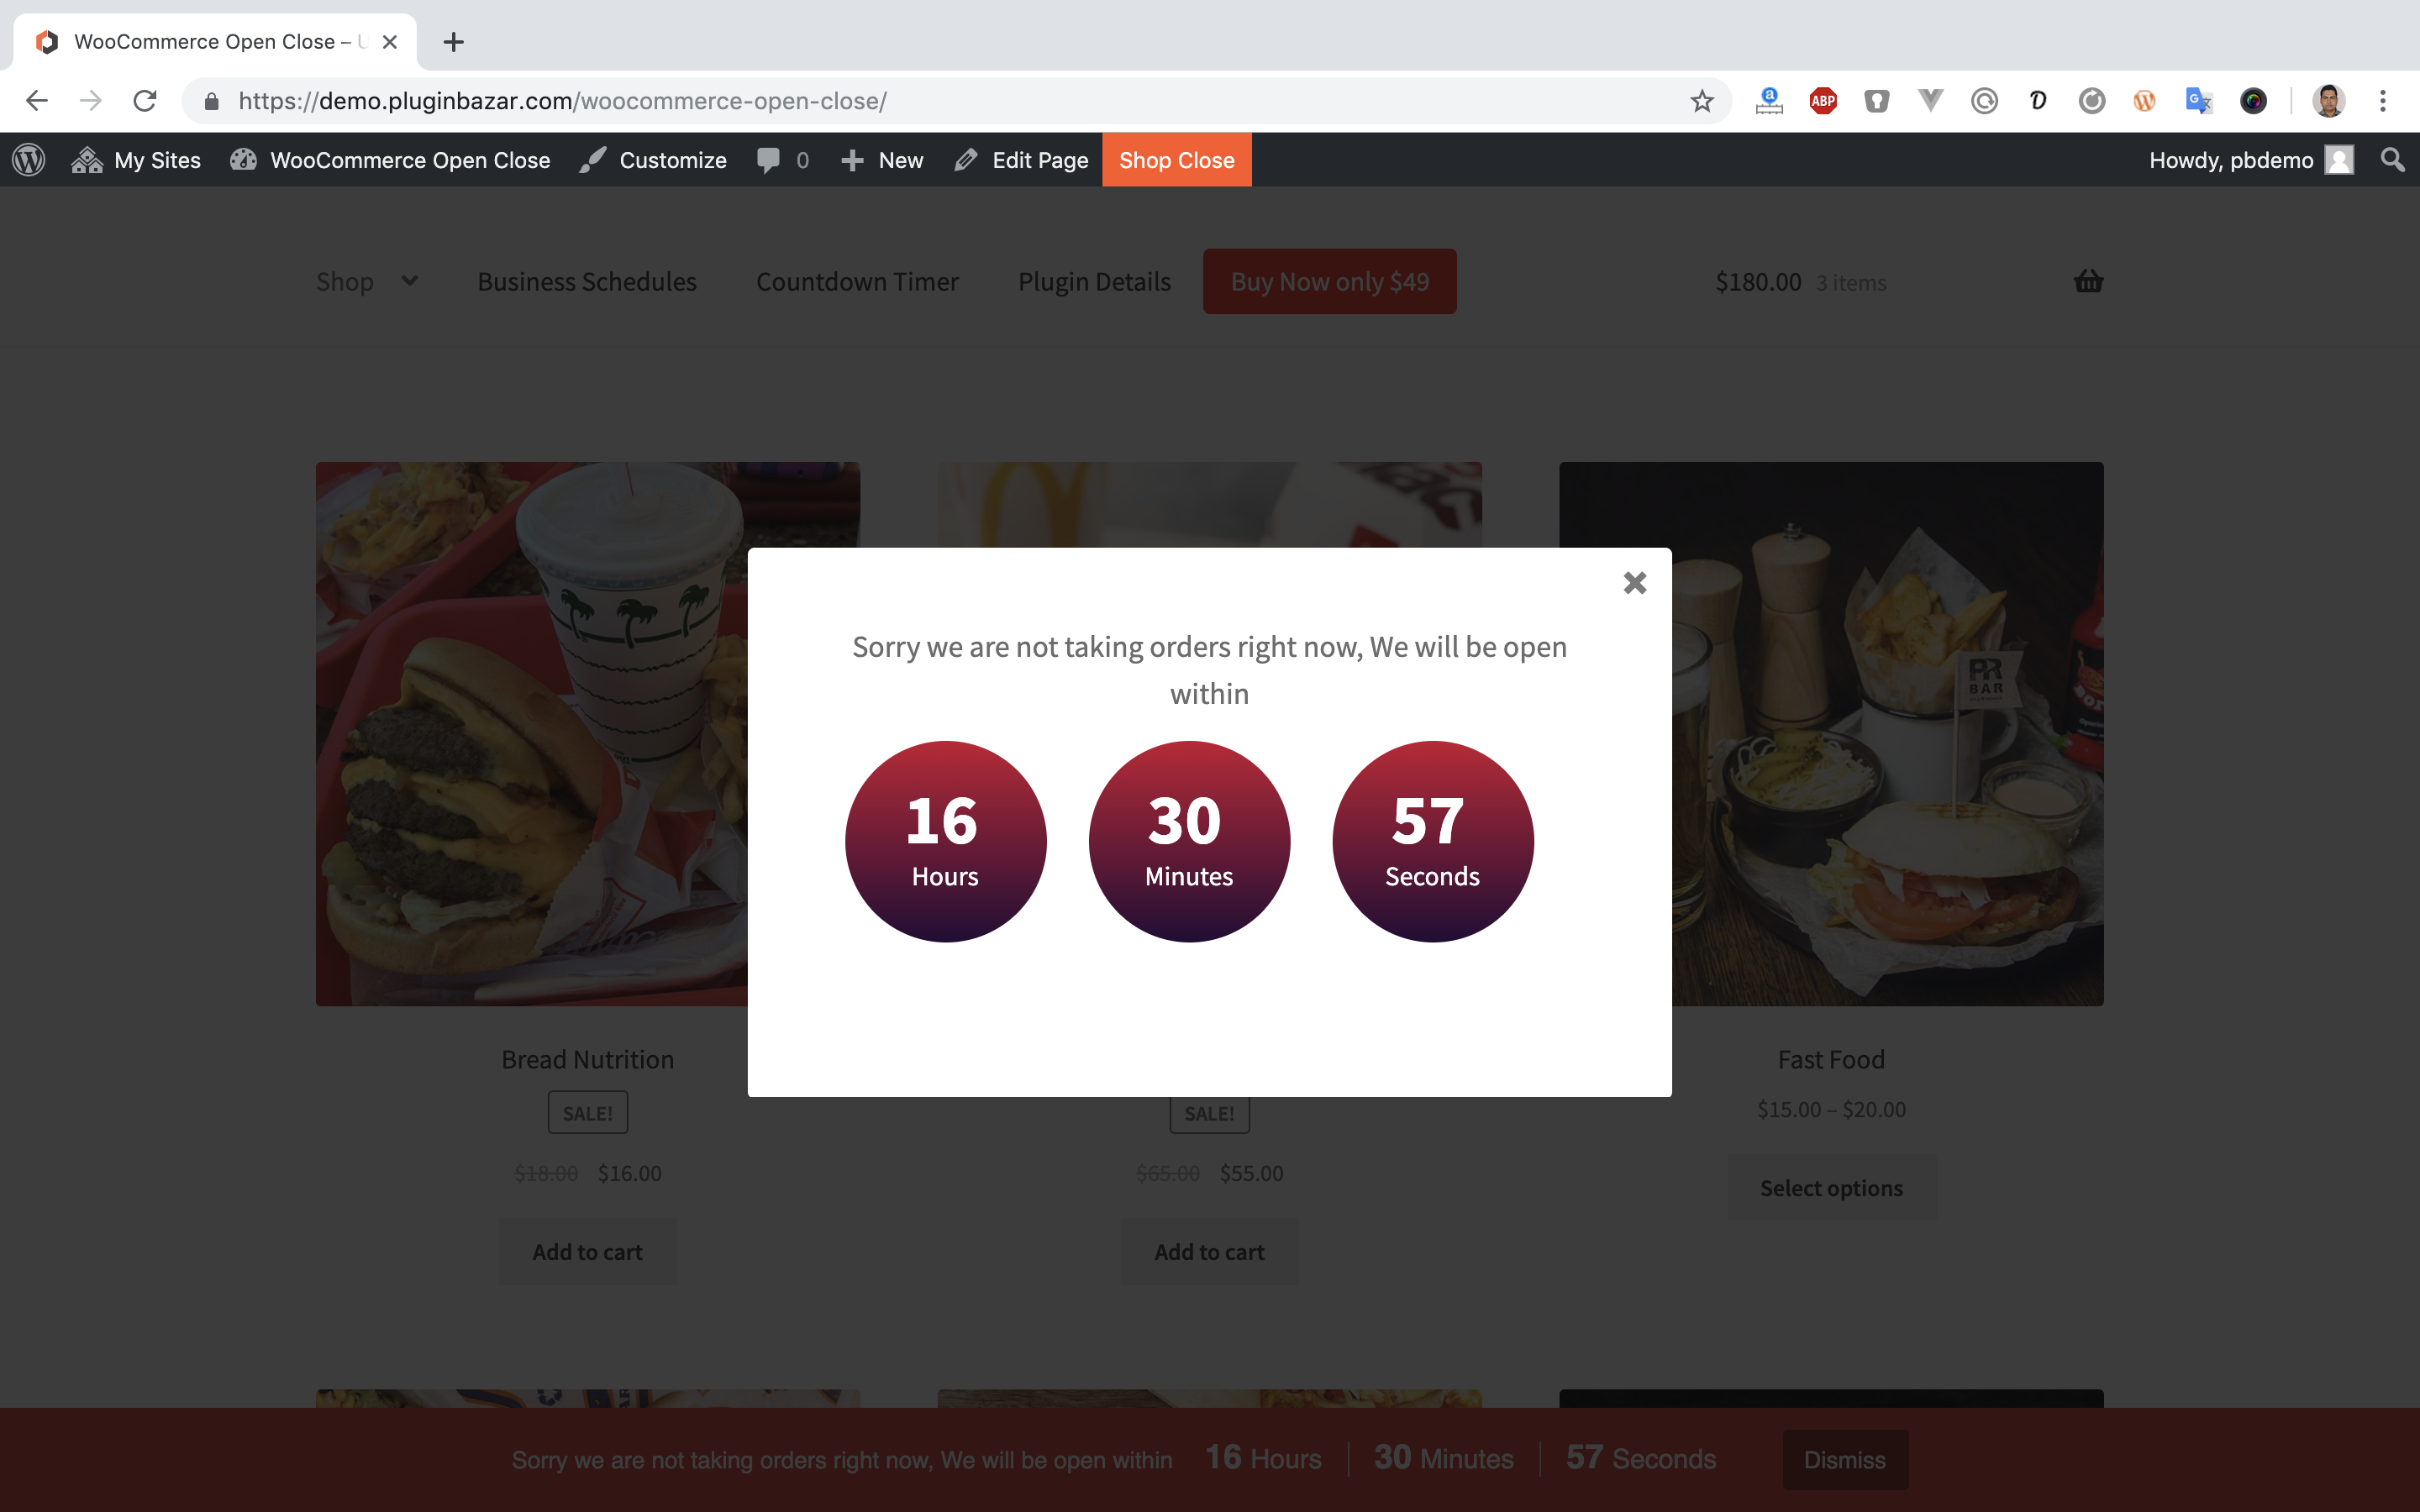 WooCommerce Open Close –
https://demo.pluginbazar.com/woocommerce-open-close/
ABP
My Sites
WooCommerce Open Close
Customize
0
New
Edit Page
Shop Close
Howdy, pbdemo
Shop
Business Schedules
Countdown Timer
Plugin Details
Buy Now only $49
$180.00 3 items
Sorry we are not taking orders right now, We will be open
within
16
Hours
30
Minutes
57
Seconds
PR
BAR
Bread Nutrition
SALE!
$18.00 $16.00
Add to cart
SALE!
$65.00 $55.00
Add to cart
Fast Food
$15.00 – $20.00
Select options
Sorry we are not taking orders right now, We will be open within 16 Hours 30 Minutes 57 Seconds
Dismiss